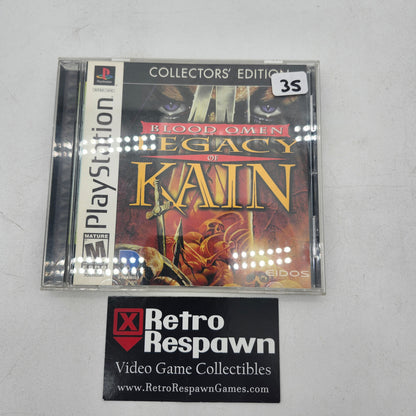 COLLECTORS' EDITION
35
PlayStation
BLOOD OMEN
LEGACY
OF
KAIN
MATURE
M
EIDOS
Retro
Respawn
Video Game Collectibles
www.RetroRespawnGames.com